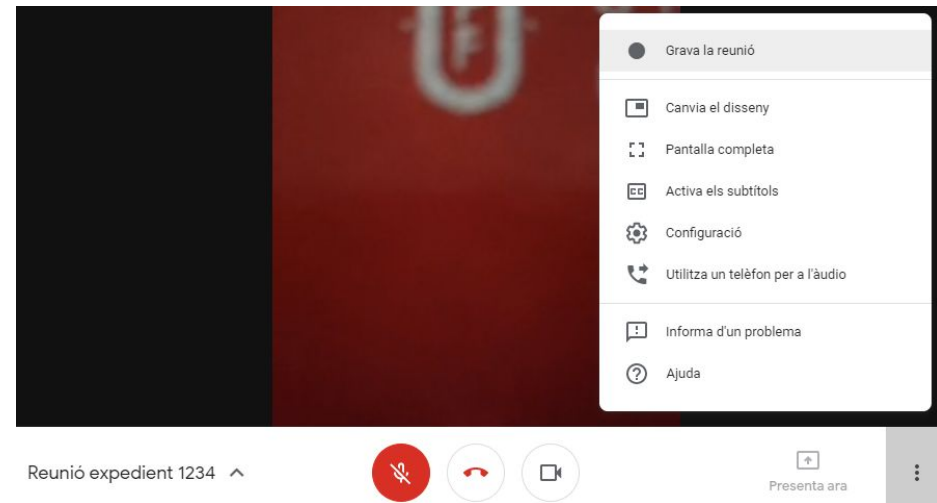 Grava la reunió
Canvia el disseny
Pantalla completa
Activa els subtítols
Configuració
Utilitza un telèfon per a l'àudio
Informa d'un problema
Ajuda
Reunió expedient 1234
Presenta ara